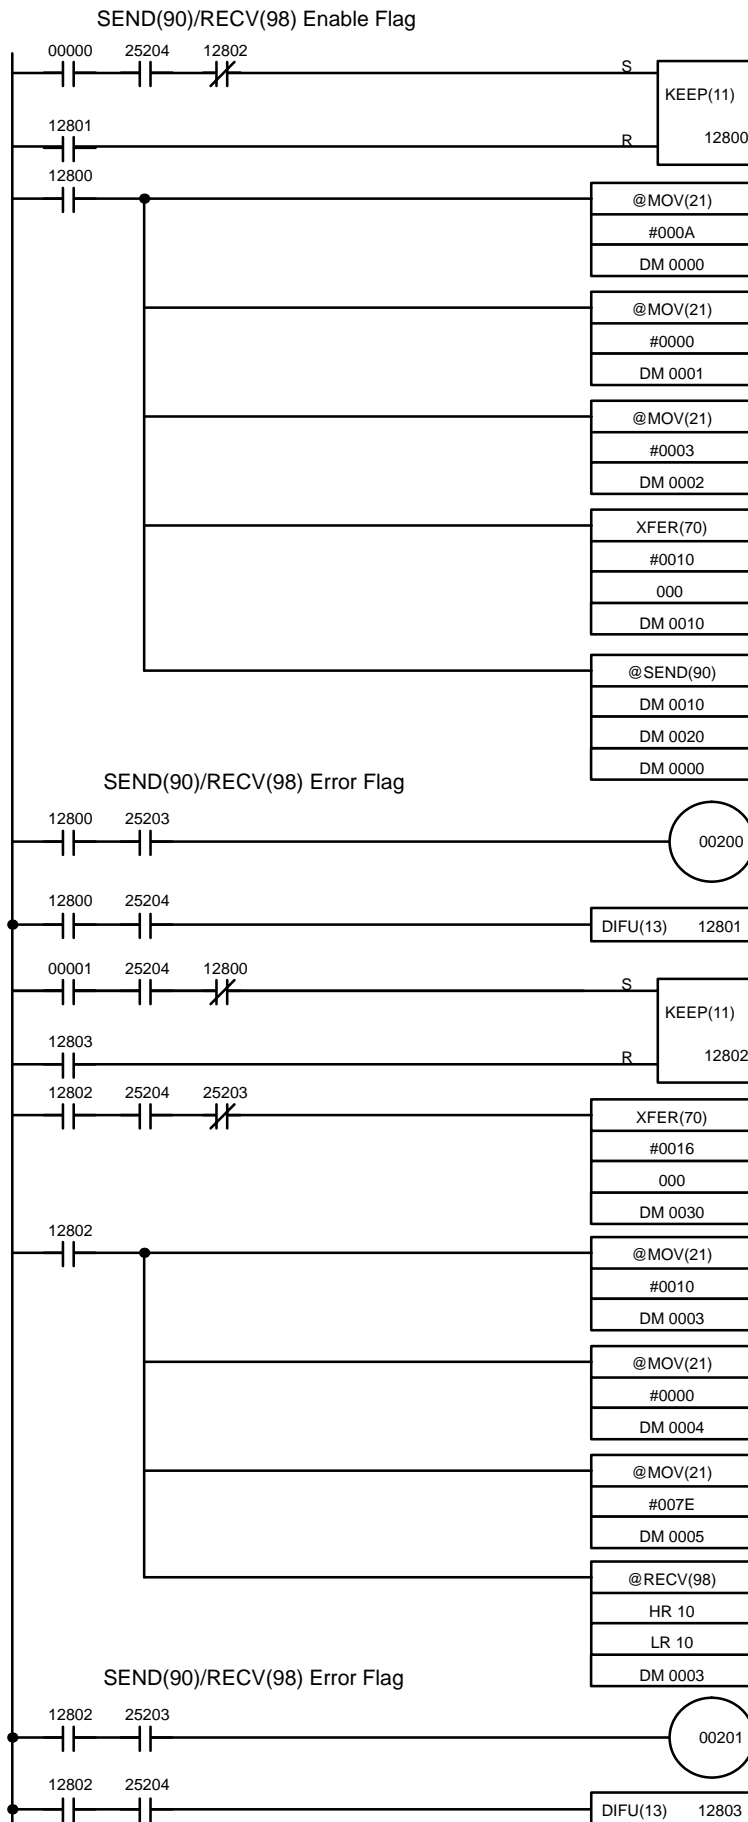 SEND(90)/RECV(98) Enable Flag
00000 25204 12802
S
KEEP(11)
12800
12801
R
12800
@MOV(21)
#000A
DM 0000
@MOV(21)
#0000
DM 0001
@MOV(21)
#0003
DM 0002
XFER(70)
#0010
000
DM 0010
@SEND(90)
DM 0010
DM 0020
DM 0000
SEND(90)/RECV(98) Error Flag
12800 25203
00200
12800 25204
DIFU(13) 12801
00001 25204 12800
S
KEEP(11)
12802
12803
R
12802 25204 25203
XFER(70)
#0016
000
DM 0030
12802
@MOV(21)
#0010
DM 0003
@MOV(21)
#0000
DM 0004
@MOV(21)
#007E
DM 0005
@RECV(98)
HR 10
LR 10
DM 0003
SEND(90)/RECV(98) Error Flag
12802 25203
00201
12802 25204
DIFU(13) 12803